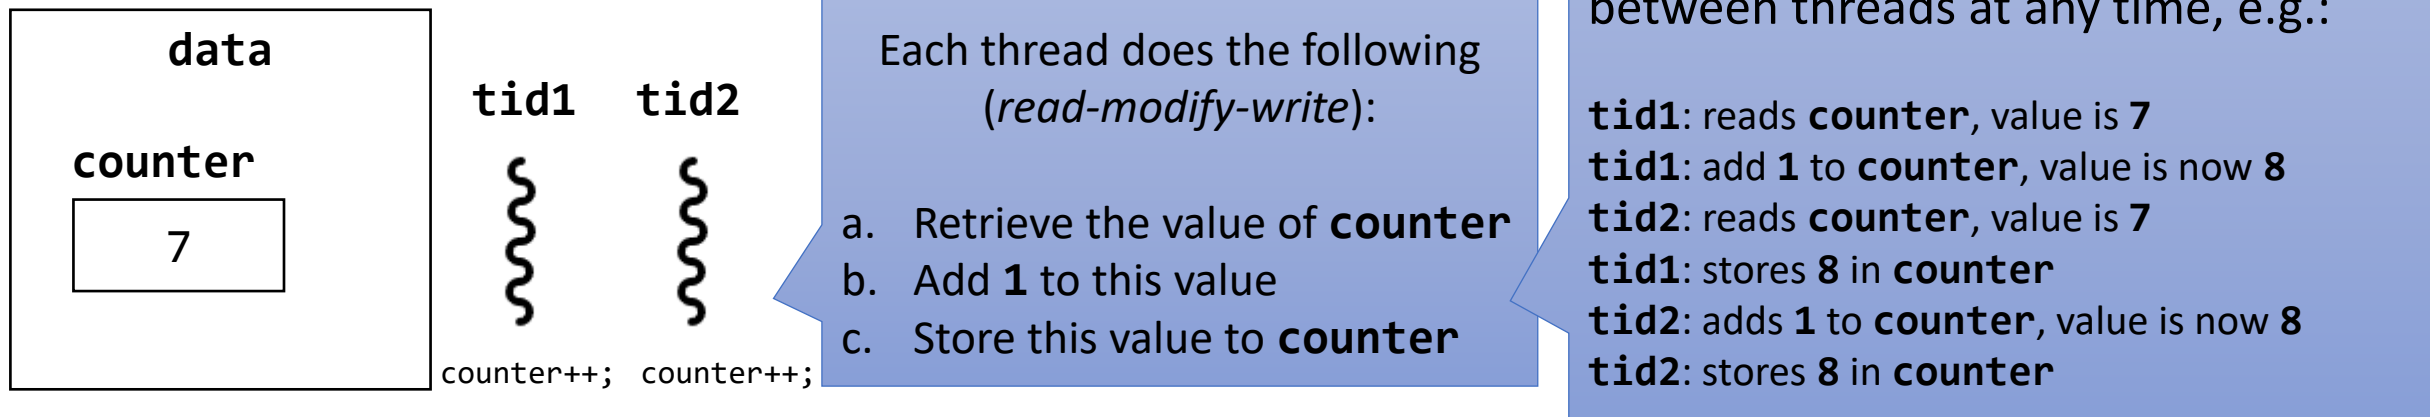 data
counter
7
tid1 tid2
counter++; counter++;
Each thread does the following
(read-modify-write):
a. Retrieve the value of counter
b. Add 1 to this value
c. Store this value to counter
between threads at any time, e.g.:
tid1: reads counter, value is 7
tid1: add 1 to counter, value is now 8
tid2: reads counter, value is 7
tid1: stores 8 in counter
tid2: adds 1 to counter, value is now 8
tid2: stores 8 in counter